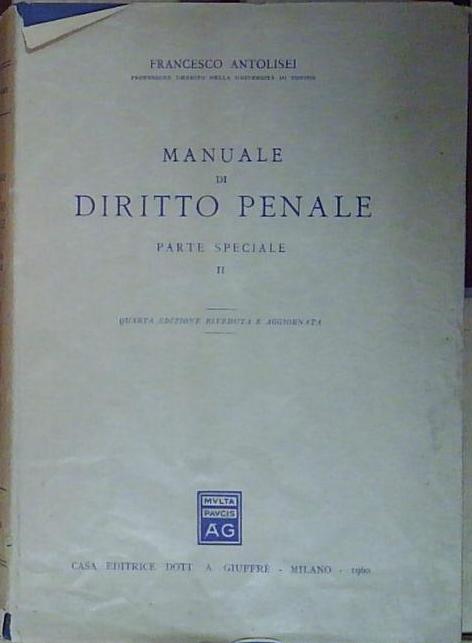 FRANCESCO ANTOLISEI
PROFESSORE EMERITO NELLA UNIVERSITÀ DI TORINO
MANUALE
DI
DIRITTO PENALE
PARTE SPECIALE
II
QUARTA EDIZIONE RIVEDUTA E AGGIORNATA
MVLTA
PAVCIS
AG
CASA EDITRICE DOTT. A. GIUFFRÈ - MILANO - 1960